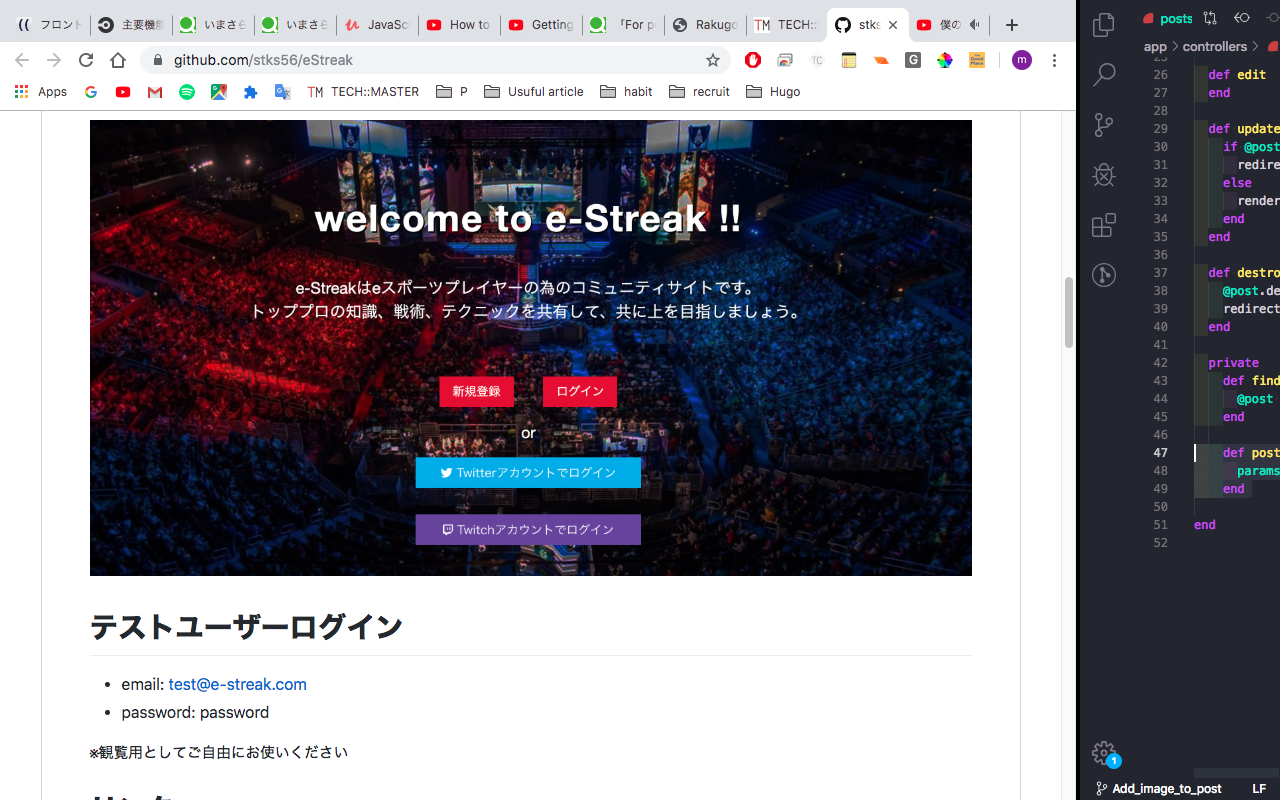 フロント
主要機能
いまさら
いまさら
JavaSc
How to
Getting
「For p
Rakugo
TM TECH::
stks
僕の
github.com/stks56/eStreak
m
Apps
TM TECH::MASTER
P
Usuful article
habit
recruit
Hugo
welcome to e-Streak !!
e-Streakはeスポーツプレイヤーの為のコミュニティサイトです。
トッププロの知識、戦術、テクニックを共有して、共に上を目指しましょう。
新規登録 ログイン
or
Twitterアカウントでログイン
Twitchアカウントでログイン
テストユーザーログイン
email: test@e-streak.com
password: password
※観覧用としてご自由にお使いください
posts
app > controllers >
26 def edit
27 end
28
29 def update
30 if @post
31 redire
32 else
33 render
34 end
35 end
36
37 def destro
38 @post.de
39 redirect
40 end
41
42 private
43 def find
44 @post
45 end
46
47 def post
48 params
49 end
50
51 end
52
1
Add_image_to_post LF